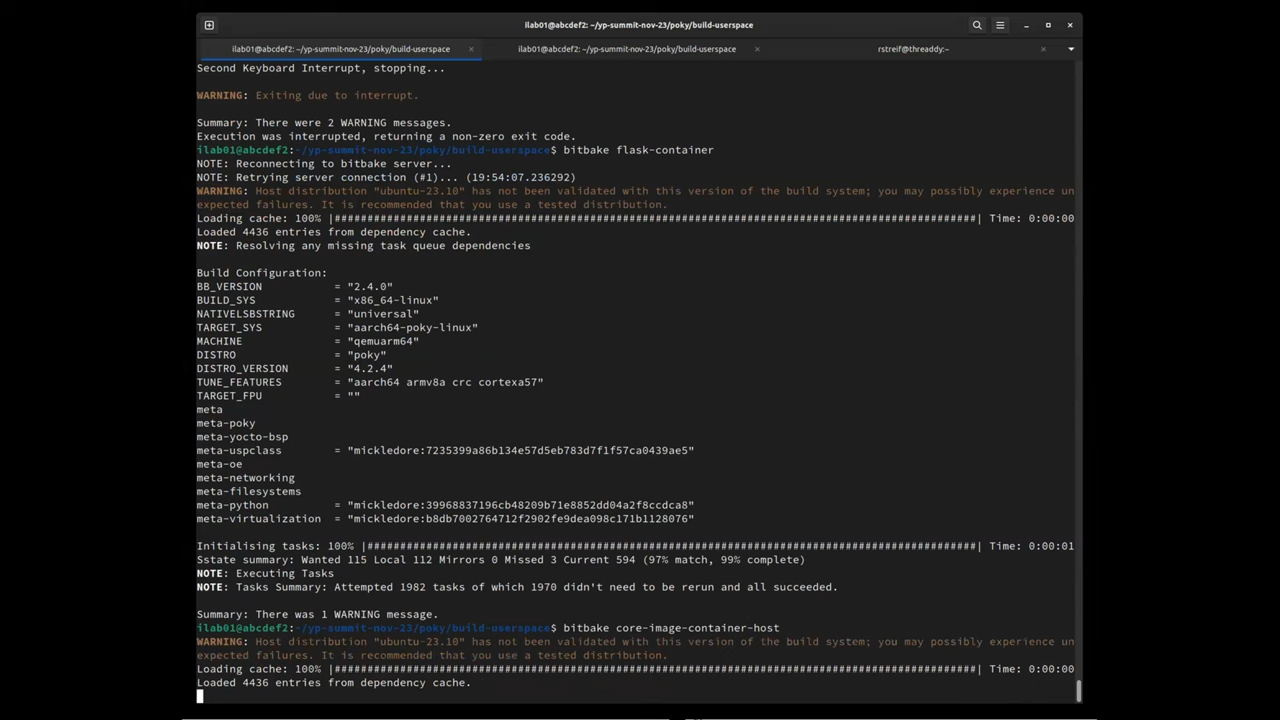 ilab01@abcdef2: ~/yp-summit-nov-23/poky/build-userspace
ilab01@abcdef2: ~/yp-summit-nov-23/poky/build-userspace × ilab01@abcdef2: ~/yp-summit-nov-23/poky/build-userspace × rstreif@threaddy:~ ×
Second Keyboard Interrupt, stopping...
WARNING: Exiting due to interrupt.
Summary: There were 2 WARNING messages.
Execution was interrupted, returning a non-zero exit code.
ilab01@abcdef2:~/yp-summit-nov-23/poky/build-userspace$ bitbake flask-container
NOTE: Reconnecting to bitbake server...
NOTE: Retrying server connection (#1)... (19:54:07.236292)
WARNING: Host distribution "ubuntu-23.10" has not been validated with this version of the build system; you may possibly experience un
expected failures. It is recommended that you use a tested distribution.
Loading cache: 100% |###################################################################################################| Time: 0:00:00
Loaded 4436 entries from dependency cache.
NOTE: Resolving any missing task queue dependencies
Build Configuration:
BB_VERSION           = "2.4.0"
BUILD_SYS            = "x86_64-linux"
NATIVELSBSTRING      = "universal"
TARGET_SYS           = "aarch64-poky-linux"
MACHINE              = "qemuarm64"
DISTRO               = "poky"
DISTRO_VERSION       = "4.2.4"
TUNE_FEATURES        = "aarch64 armv8a crc cortexa57"
TARGET_FPU           = ""
meta
meta-poky
meta-yocto-bsp
meta-uspclass        = "mickledore:7235399a86b134e57d5eb783d7f1f57ca0439ae5"
meta-oe
meta-networking
meta-filesystems
meta-python          = "mickledore:39968837196cb48209b71e8852dd04a2f8ccdca8"
meta-virtualization  = "mickledore:b8db7002764712f2902fe9dea098c171b1128076"
Initialising tasks: 100% |##############################################################################################| Time: 0:00:01
Sstate summary: Wanted 115 Local 112 Mirrors 0 Missed 3 Current 594 (97% match, 99% complete)
NOTE: Executing Tasks
NOTE: Tasks Summary: Attempted 1982 tasks of which 1970 didn't need to be rerun and all succeeded.
Summary: There was 1 WARNING message.
ilab01@abcdef2:~/yp-summit-nov-23/poky/build-userspace$ bitbake core-image-container-host
WARNING: Host distribution "ubuntu-23.10" has not been validated with this version of the build system; you may possibly experience un
expected failures. It is recommended that you use a tested distribution.
Loading cache: 100% |###################################################################################################| Time: 0:00:00
Loaded 4436 entries from dependency cache.